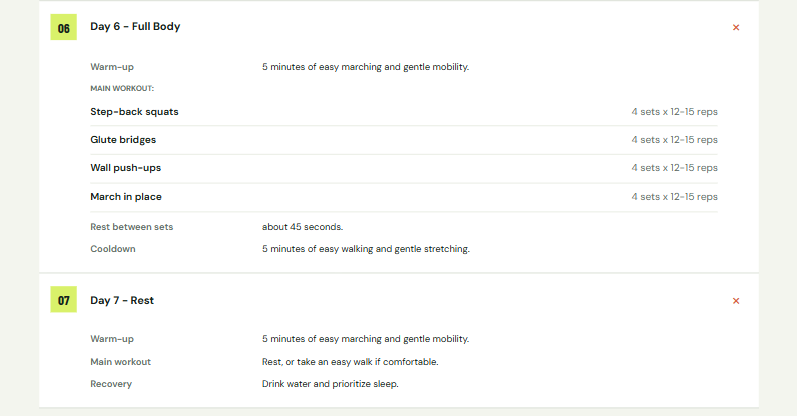 06 Day 6 - Full Body ×
Warm-up 5 minutes of easy marching and gentle mobility.
MAIN WORKOUT:
Step-back squats 4 sets x 12-15 reps
Glute bridges 4 sets x 12-15 reps
Wall push-ups 4 sets x 12-15 reps
March in place 4 sets x 12-15 reps
Rest between sets about 45 seconds.
Cooldown 5 minutes of easy walking and gentle stretching.
07 Day 7 - Rest ×
Warm-up 5 minutes of easy marching and gentle mobility.
Main workout Rest, or take an easy walk if comfortable.
Recovery Drink water and prioritize sleep.